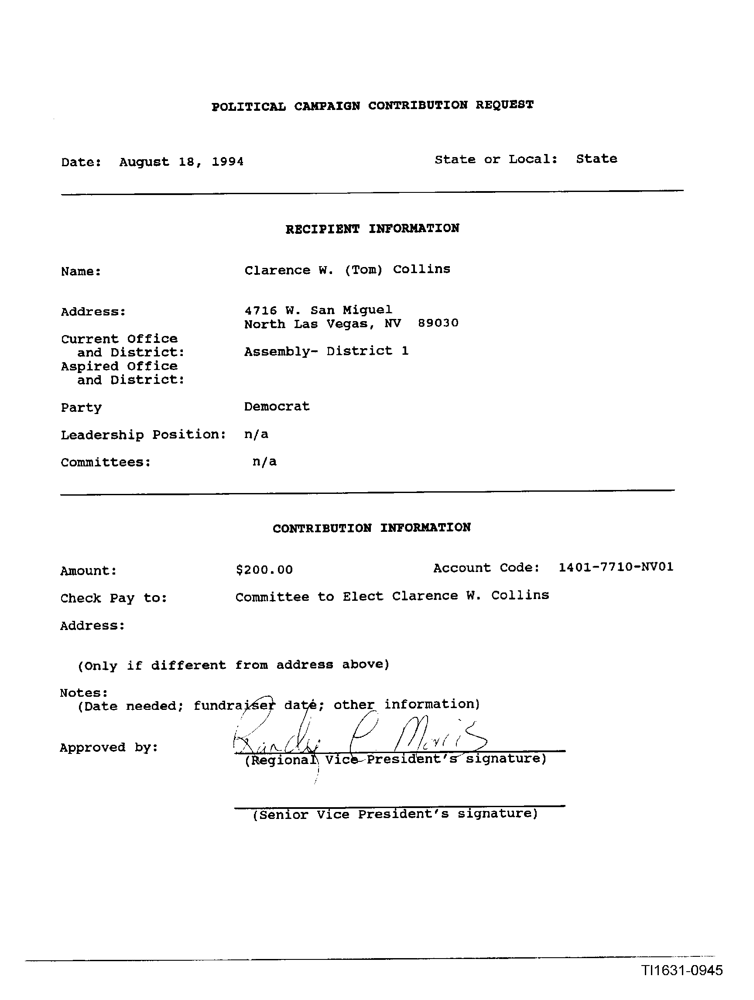 POLITICAL CAMPAIGN CONTRIBUTION REQUEST
Date: August 18, 1994 State or Local: State
RECIPIENT INFORMATION
Name: Clarence W. (Tom) Collins
Address: 4716 W. San Miguel
North Las Vegas, NV 89030
Current Office
and District: Assembly- District 1
Aspired Office
and District:
Party Democrat
Leadership Position: n/a
Committees: n/a
CONTRIBUTION INFORMATION
Amount: $200.00 Account Code: 1401-7710-NV01
Check Pay to: Committee to Elect Clarence W. Collins
Address:
(Only if different from address above)
Notes:
(Date needed; fundraiser date; other information)
Approved by: Randy C Morris
(Regional Vice President's signature)
(Senior Vice President's signature)
TI1631-0945